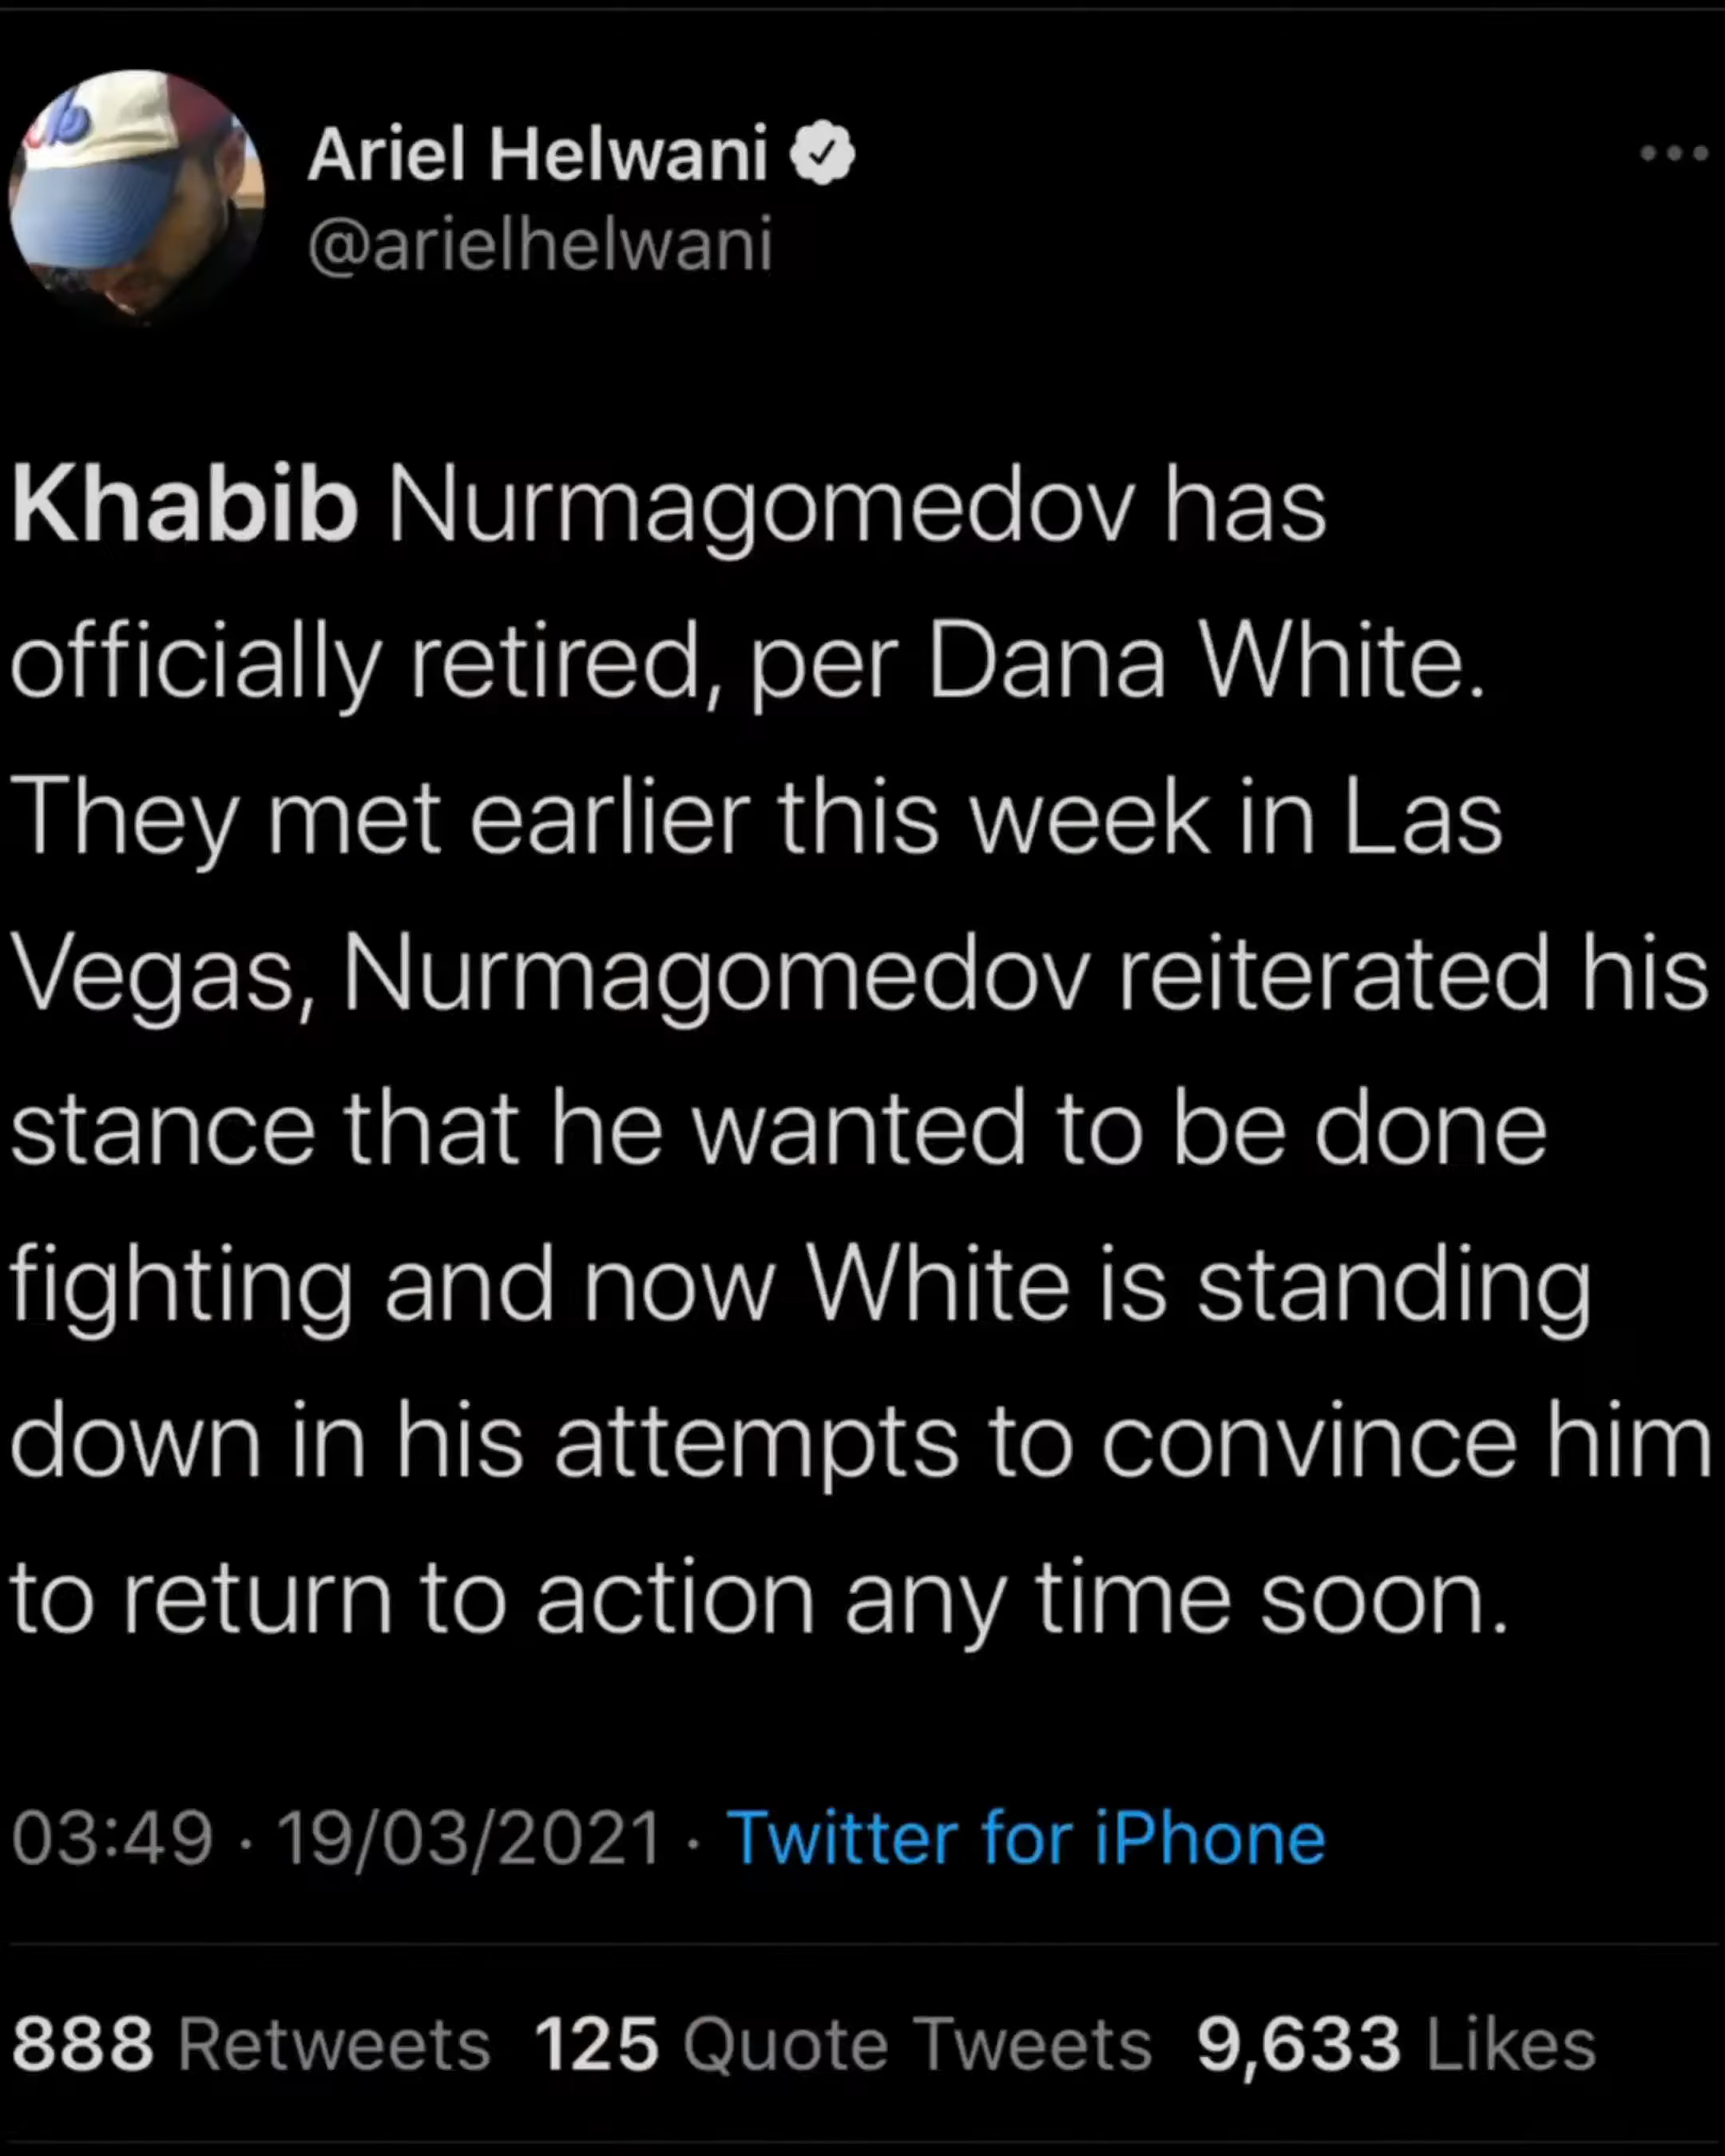 Ariel Helwani
@arielhelwani
Khabib Nurmagomedov has
officially retired, per Dana White.
They met earlier this week in Las
Vegas, Nurmagomedov reiterated his
stance that he wanted to be done
fighting and now White is standing
down in his attempts to convince him
to return to action any time soon.
03:49 · 19/03/2021 · Twitter for iPhone
888 Retweets 125 Quote Tweets 9,633 Likes